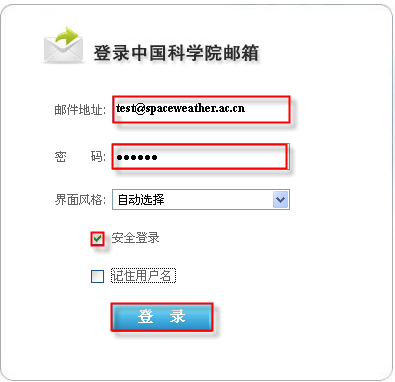 登录中国科学院邮箱
邮件地址: test@spaceweather.ac.cn
密 码: ●●●●●●
界面风格: 自动选择
安全登录
记住用户名
登 录